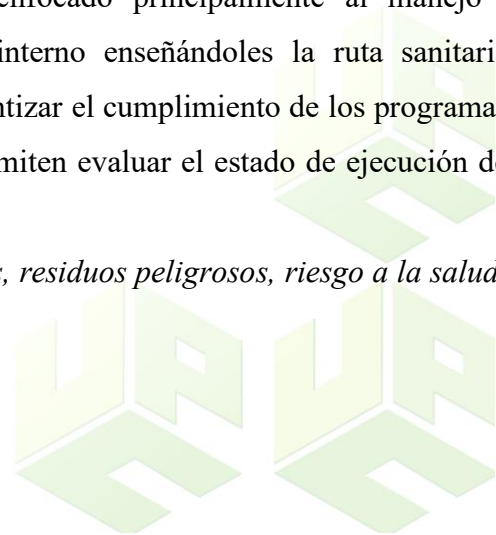 enfocado principalmente al manejo
interno enseñándoles la ruta sanitari
ntizar el cumplimiento de los programa
miten evaluar el estado de ejecución d
s, residuos peligrosos, riesgo a la salud